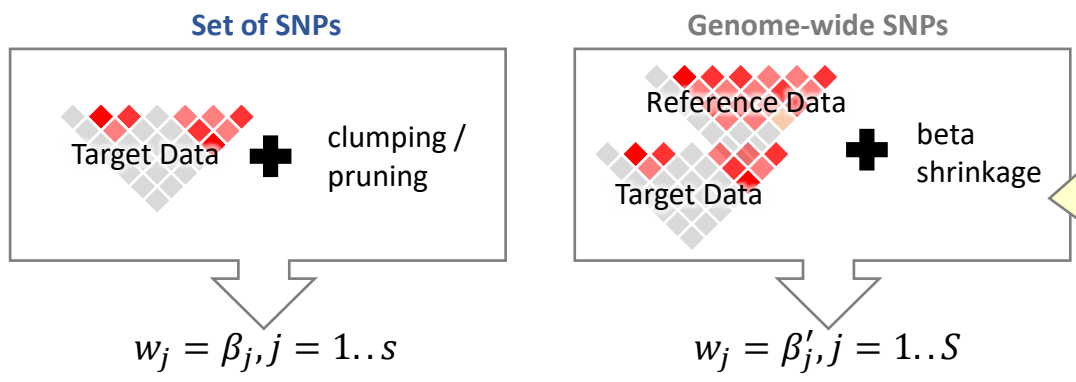 Set of SNPs
Target Data
clumping /
pruning
w_j = β_j, j = 1..s
Genome-wide SNPs
Reference Data
Target Data
beta
shrinkage
w_j = β′_j, j = 1..S